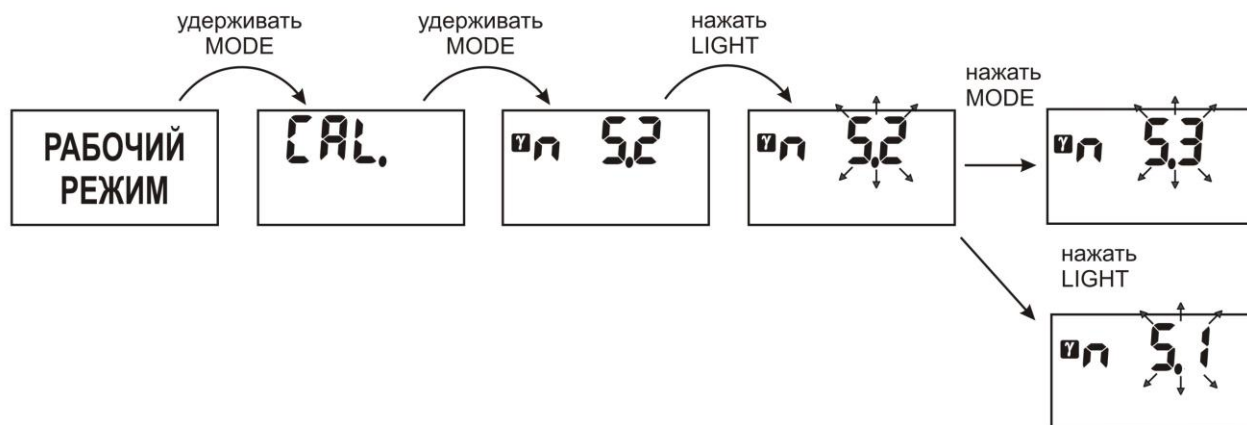 удерживать
MODE
удерживать
MODE
нажать
LIGHT
нажать
MODE
РАБОЧИЙ
РЕЖИМ
CAL.
γ n 5.2
γ n 5.2
γ n 5.3
нажать
LIGHT
γ n 5.1